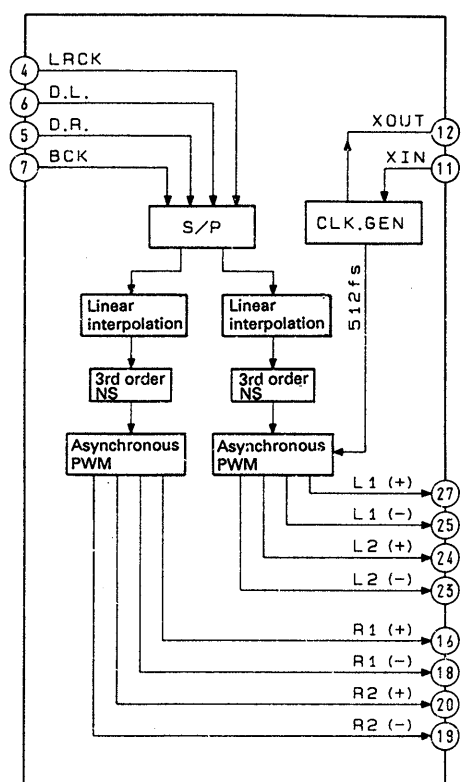 4 LRCK
6 D.L.
5 D.R.
7 BCK
XOUT 12
XIN 11
S/P
CLK.GEN
512fs
Linear
interpolation
Linear
interpolation
3rd order
NS
3rd order
NS
Asynchronous
PWM
Asynchronous
PWM
L1 (+) 27
L1 (-) 25
L2 (+) 24
L2 (-) 23
R1 (+) 16
R1 (-) 18
R2 (+) 20
R2 (-) 19